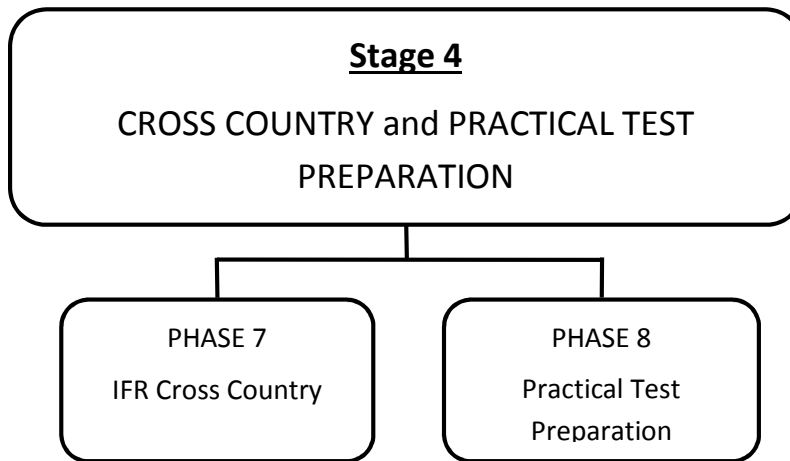 Stage 4
CROSS COUNTRY and PRACTICAL TEST
PREPARATION
PHASE 7
IFR Cross Country
PHASE 8
Practical Test
Preparation